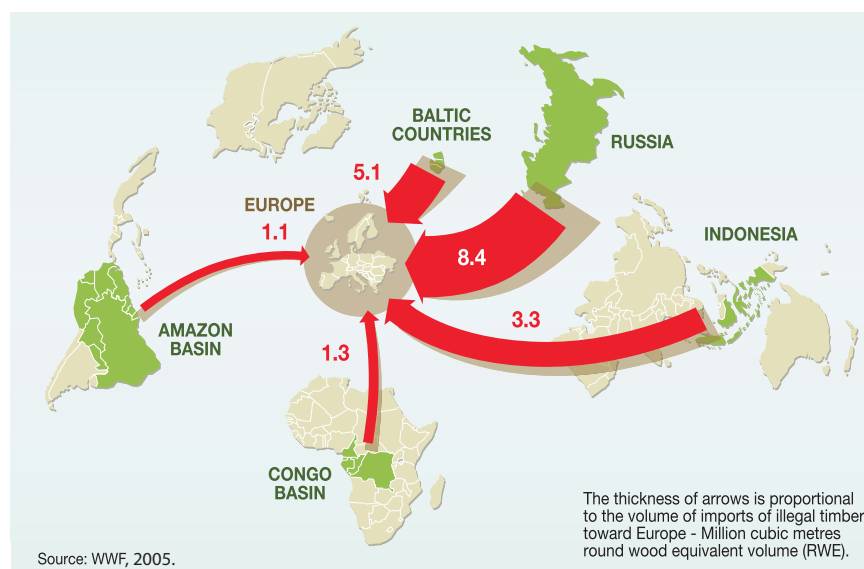 BALTIC
COUNTRIES
RUSSIA
5.1
EUROPE
1.1
8.4
INDONESIA
3.3
AMAZON
BASIN
1.3
CONGO
BASIN
The thickness of arrows is proportional
to the volume of imports of illegal timber
toward Europe - Million cubic metres
round wood equivalent volume (RWE).
Source: WWF, 2005.